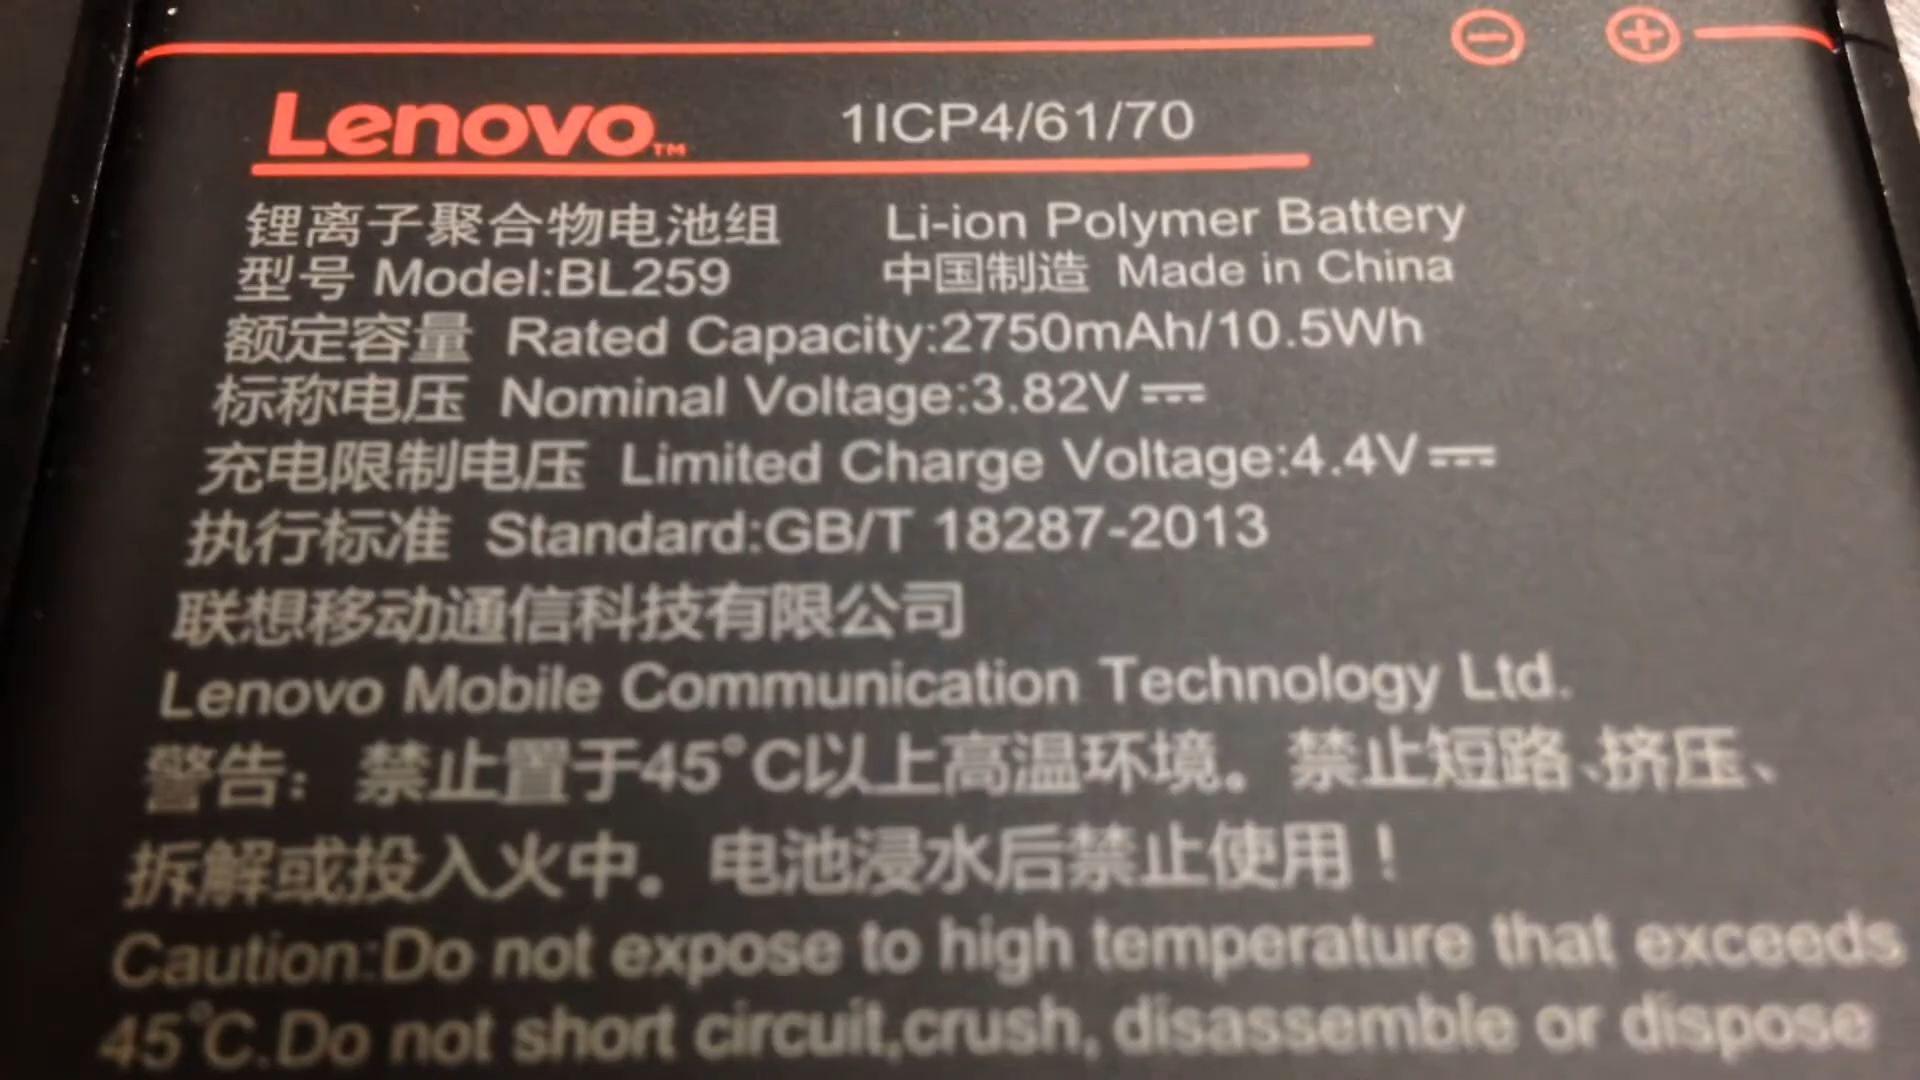 Lenovo™ 1ICP4/61/70
锂离子聚合物电池组 Li-ion Polymer Battery
型号 Model:BL259 中国制造 Made in China
额定容量 Rated Capacity:2750mAh/10.5Wh
标称电压 Nominal Voltage:3.82V⎓
充电限制电压 Limited Charge Voltage:4.4V⎓
执行标准 Standard:GB/T 18287-2013
联想移动通信科技有限公司
Lenovo Mobile Communication Technology Ltd.
警告：禁止置于45°C以上高温环境。禁止短路、挤压、
拆解或投入火中。电池浸水后禁止使用！
Caution:Do not expose to high temperature that exceeds
45°C.Do not short circuit,crush, disassemble or dispose